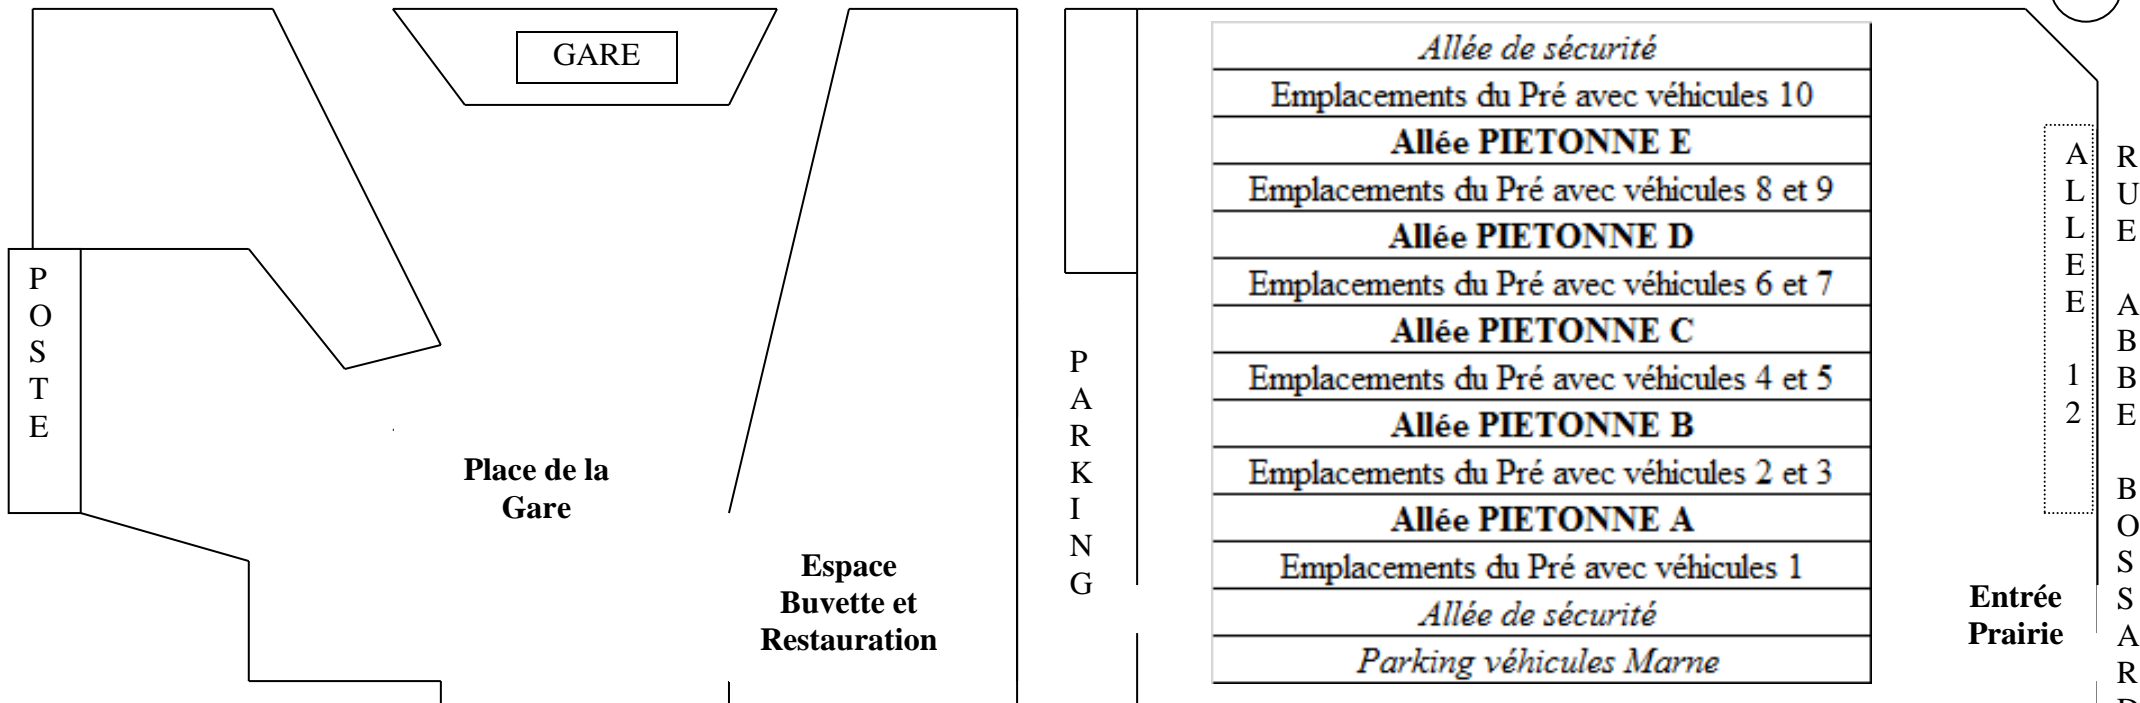 GARE
POSTE
Place de la
Gare
Espace
Buvette et
Restauration
PARKING
Allée de sécurité
Emplacements du Pré avec véhicules 10
Allée PIETONNE E
Emplacements du Pré avec véhicules 8 et 9
Allée PIETONNE D
Emplacements du Pré avec véhicules 6 et 7
Allée PIETONNE C
Emplacements du Pré avec véhicules 4 et 5
Allée PIETONNE B
Emplacements du Pré avec véhicules 2 et 3
Allée PIETONNE A
Emplacements du Pré avec véhicules 1
Allée de sécurité
Parking véhicules Marne
ALLEE 12
Entrée
Prairie
RUE ABBE BOSSARD